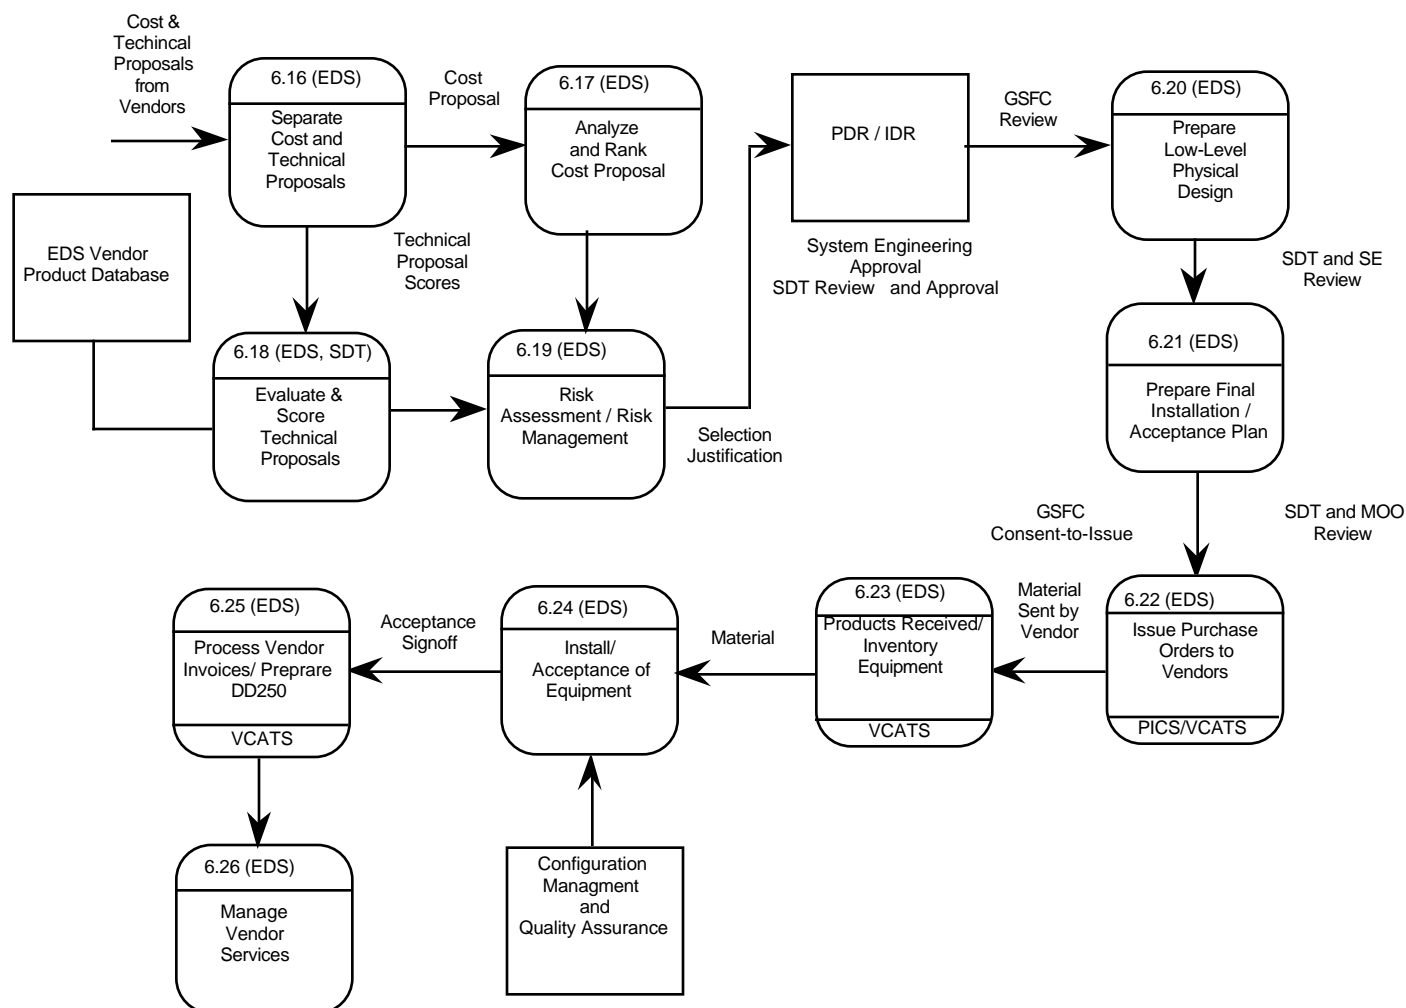 Cost &
Techincal
Proposals
from
Vendors
6.16 (EDS)
Separate
Cost and
Technical
Proposals
Cost
Proposal
6.17 (EDS)
Analyze
and Rank
Cost Proposal
PDR / IDR
GSFC
Review
6.20 (EDS)
Prepare
Low-Level
Physical
Design
EDS Vendor
Product Database
Technical
Proposal
Scores
System Engineering
Approval
SDT Review and Approval
SDT and SE
Review
6.18 (EDS, SDT)
Evaluate &
Score
Technical
Proposals
6.19 (EDS)
Risk
Assessment / Risk
Management
Selection
Justification
6.21 (EDS)
Prepare Final
Installation /
Acceptance Plan
GSFC
Consent-to-Issue
SDT and MOO
Review
6.25 (EDS)
Process Vendor
Invoices/ Preprare
DD250
VCATS
Acceptance
Signoff
6.24 (EDS)
Install/
Acceptance of
Equipment
Material
6.23 (EDS)
Products Received/
Inventory
Equipment
VCATS
Material
Sent by
Vendor
6.22 (EDS)
Issue Purchase
Orders to
Vendors
PICS/VCATS
6.26 (EDS)
Manage
Vendor
Services
Configuration
Managment
and
Quality Assurance